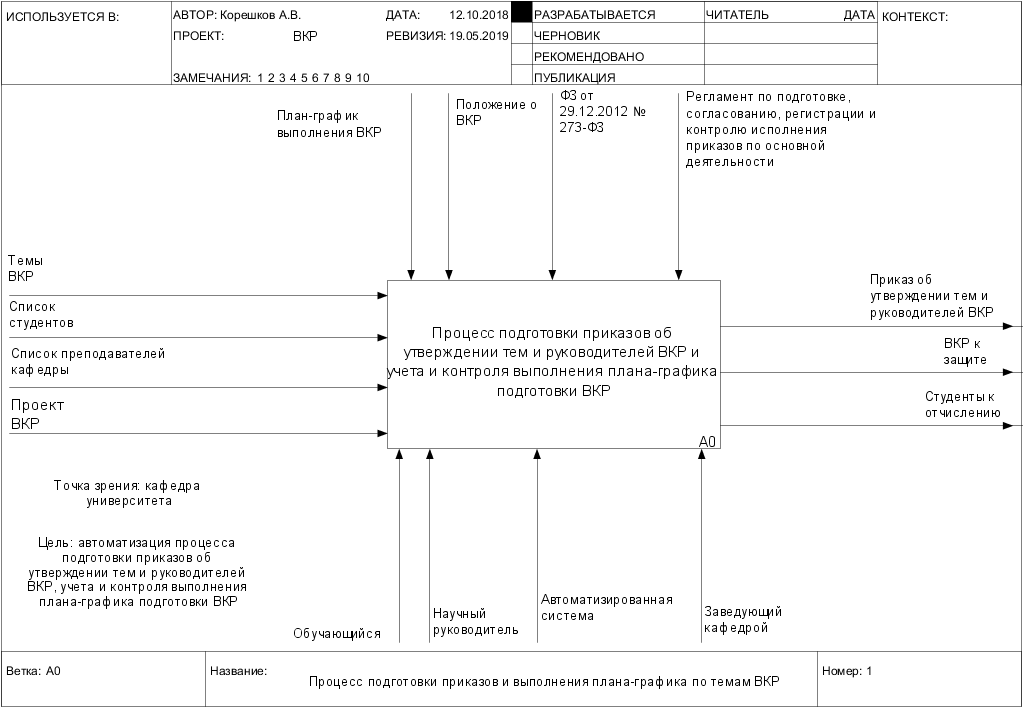 ИСПОЛЬЗУЕТСЯ В:
АВТОР: Корешков А.В.
ДАТА: 12.10.2018
ПРОЕКТ: ВКР
РЕВИЗИЯ: 19.05.2019
ЗАМЕЧАНИЯ: 1 2 3 4 5 6 7 8 9 10
РАЗРАБАТЫВАЕТСЯ
ЧЕРНОВИК
РЕКОМЕНДОВАНО
ПУБЛИКАЦИЯ
ЧИТАТЕЛЬ ДАТА
КОНТЕКСТ:
План-график
выполнения ВКР
Положение о
ВКР
ФЗ от
29.12.2012 №
273-ФЗ
Регламент по подготовке,
согласованию, регистрации и
контролю исполнения
приказов по основной
деятельности
Темы
ВКР
Список
студентов
Список преподавателей
кафедры
Проект
ВКР
Процесс подготовки приказов об
утверждении тем и руководителей ВКР и
учета и контроля выполнения плана-графика
подготовки ВКР
A0
Приказ об
утверждении тем и
руководителей ВКР
ВКР к
защите
Студенты к
отчислению
Точка зрения: кафедра
университета
Цель: автоматизация процесса
подготовки приказов об
утверждении тем и руководителей
ВКР, учета и контроля выполнения
плана-графика подготовки ВКР
Обучающийся
Научный
руководитель
Автоматизированная
система
Заведующий
кафедрой
Ветка: A0
Название:
Процесс подготовки приказов и выполнения плана-графика по темам ВКР
Номер: 1